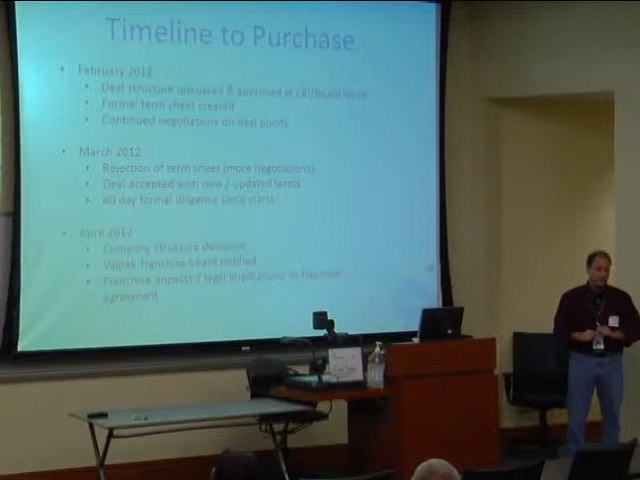 Timeline to Purchase
• February 2012
• Deal structure discussed & approved at CEI/Board levels
• Formal term sheet created
• Continued negotiations on deal points
• March 2012
• Rejection of term sheet (more negotiations)
• Deal accepted with new / updated terms
• 60 day formal diligence clock starts
• April 2012
• Company structure decisions
• Valpak franchise board notified
• Franchise impacts / legal implications to franchise
agreement